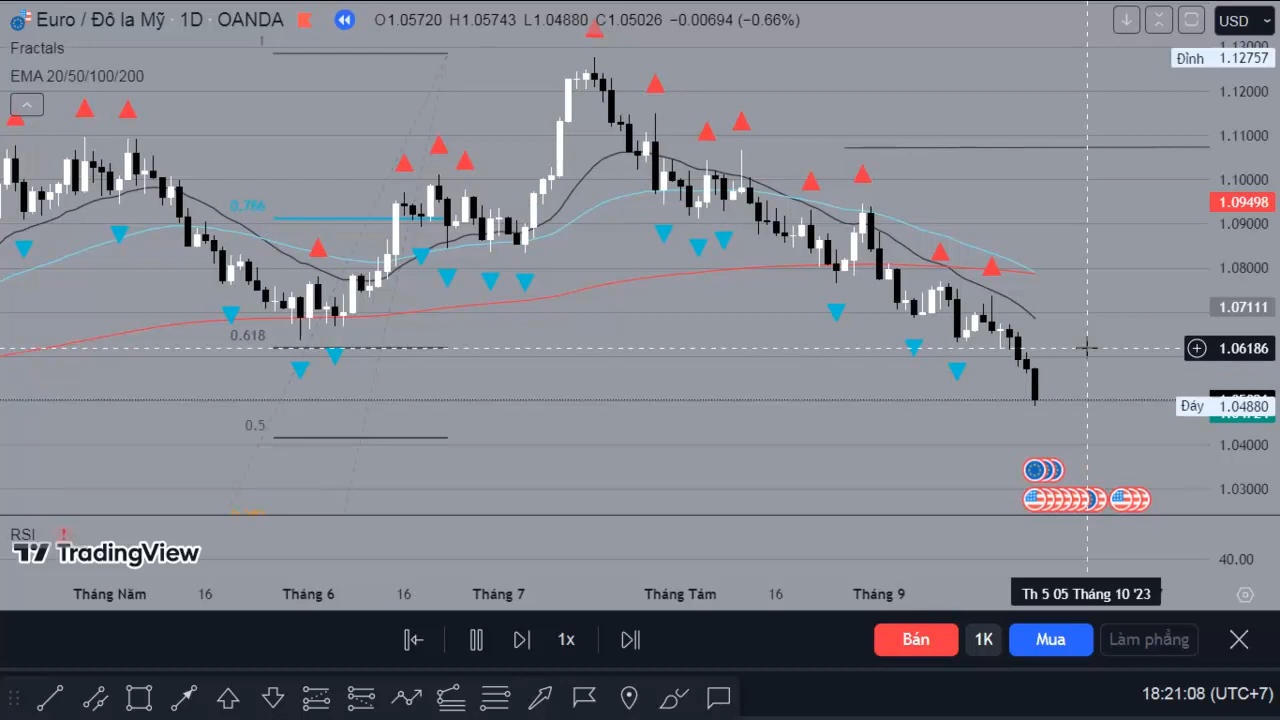 Euro / Đô la Mỹ · 1D · OANDA
O1.05720 H1.05743 L1.04880 C1.05026 −0.00694 (−0.66%)
USD
Fractals
EMA 20/50/100/200
1
1.13000
Đỉnh 1.12757
1.12000
1.11000
1.10000
1.09498
1.09000
1.08000
1.07111
1.06186
Đáy 1.04880
1.04000
1.03000
0.786
0.618
0.5
RSI
TradingView
40.00
Tháng Năm 16 Tháng 6 16 Tháng 7 Tháng Tám 16 Tháng 9
Th 5 05 Tháng 10 '23
1x
Bán 1K Mua Làm phẳng
18:21:08 (UTC+7)